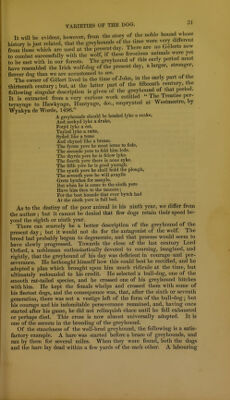 VARIETIES OF THE DOG. 31
It will be evident, however, from the story of the noble hound whose
history is just related, that the greyhounds of the time were very different
from those which are used at the present day. There are no Gêlerts now
to combat successfully with the wolf, if these ferocious animals were yet
to be met with in our forests. The greyhound of this early period must
have resembled the Irish wolf-dog of the present day, a larger, stronger,
fiercer dog than we are accustomed to see.
The owner of Gêlert lived in the time of John, in the early part of the
thirteenth century; but, at the latter part of the fifteenth century, the
following singular description is given of the greyhound of that period.
It is extracted from a very curious work entitled "The Treatise per-
teynynge to Hawkynge, Huntynge, &c., emprynted at Westmestre, by
Wynkyn de Worde, 1496."
A greyhounde should be headed lyke a snake,
And neckyd lyke a drake,
Fotyd lyke a cat,
Tayled lyke a ratte,
Syded like a teme
And chyned like a bream.
The fyrste yere he must lerne to fede,
The seconde yere to feld him lede.
The thyrde yere he is felow lyke
The fourth yere there is non syke.
The fifth yere he is good ynough
The syxth yere he shall hold the plough,
The seventh yere he will avaylle
Grete bytches for assayle.
But when he is come to the ninth yere
Have him then to the tannere;
For the best hounde that ever bytch had
At the ninth yere is full bad.
As to the destiny of the poor animal in his ninth year, we differ from
the author; but it cannot be denied that few dogs retain their speed be-
yond the eighth or ninth year.
There can scarcely be a better description of the greyhound of the
present day; but it would not do for the antagonist of the wolf. The
breed had probably begun to degenerate, and that process would seem to
have slowly progressed. Towards the close of the last century Lord
Orford, a nobleman enthusiastically devoted to coursing, imagined, and
rightly, that the greyhound of his day was deficient in courage and per-
severance. He bethought himself how this could best be rectified, and he
adopted a plan which brought upon him much ridicule at the time, but
ultimately redounded to his credit. He selected a bull-dog, one of the
smooth rat-tailed species, and he crossed one of his greyhound bitches
with him. He kept the female whelps and crossed them with some of
his fleetest dogs, and the consequence was, that, after the sixth or seventh
generation, there was not a vestige left of the form of the bull-dog; but
his courage and his indomitable perseverance remained, and, having once
started after his game, he did not relinquish chase until he fell exhausted
or perhaps died. This cross is now almost universally adopted. It is
one of the secrets in the breeding of the greyhound.
Of the stanchness of the well-bred greyhound, the following is a satis-
factory example. A hare was started before a brace of greyhounds, and
ran by them for several miles. When they were found, both the dogs
and the hare lay dead within a few yards of the each other. A labouring